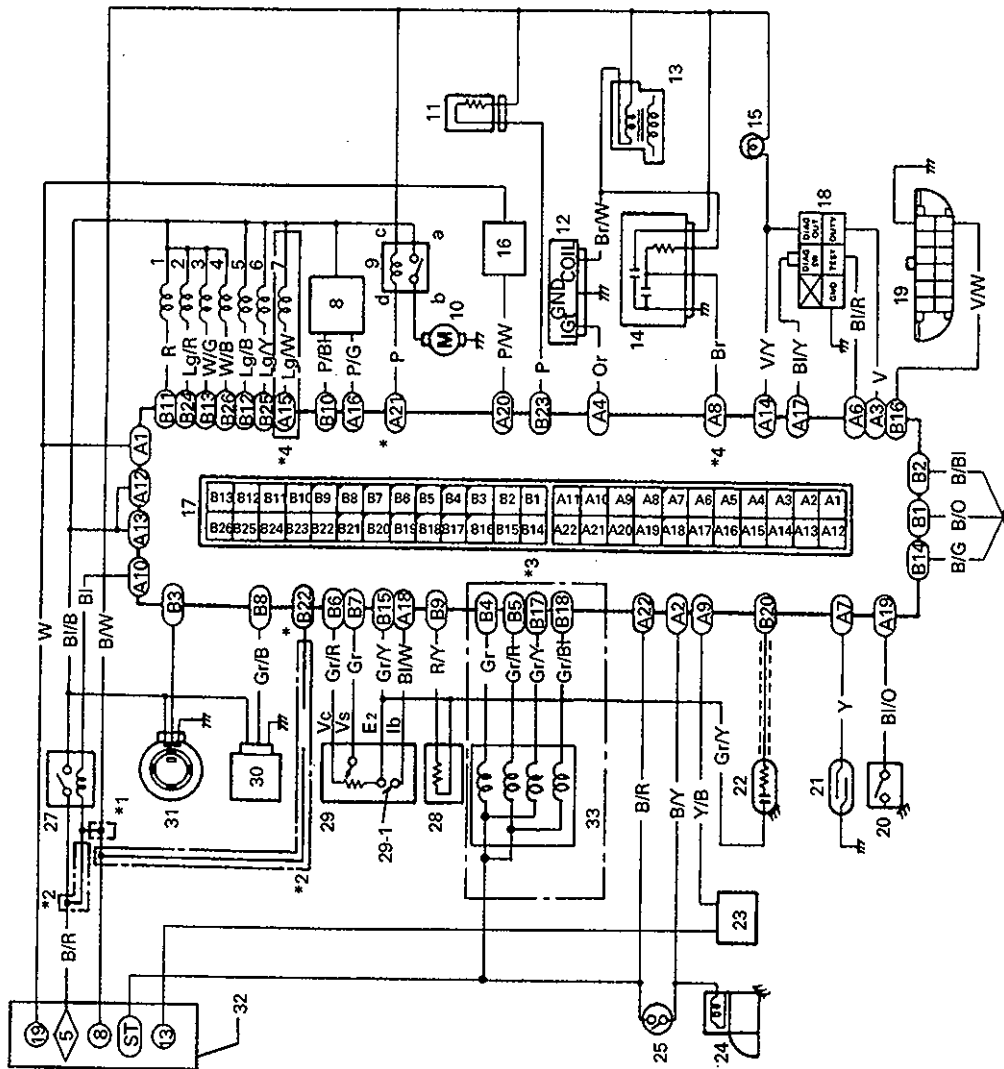 19
5
8
ST
13
32
B/R
*2
*1
*2
W
Bl/B
Bl
B/W
27
31
30
29
29-1
28
33
22
21
20
23
24
25
Vc
Vs
E2
Ib
Gr/B
Gr/R
Gr
Gr/Y
Bl/W
R/Y
Gr
Gr/R
Gr/Y
Gr/Bl
B/R
B/Y
Y/B
Gr/Y
Y
Bl/O
A10
A13
A12
A1
B3
B8
B22
*
B6
B7
B15
A18
B9
B4
B5
B17
B18
*3
A22
A2
A9
B20
A7
A19
17
B13 B12 B11 B10 B9 B8 B7 B6 B5 B4 B3 B2 B1 A11 A10 A9 A8 A7 A6 A5 A4 A3 A2 A1
B26 B25 B24 B23 B22 B21 B20 B19 B18 B17 B16 B15 B14 A22 A21 A20 A19 A18 A17 A16 A15 A14 A13 A12
B14
B1
B2
B/G
B/O
B/Bl
B11
B24
B13
B26
B12
B25
A15
*4
B10
A16
A21
*
A20
B23
A4
A8
*4
A14
A17
A6
A3
B16
R
Lg/R
W/G
W/B
Lg/B
Lg/Y
Lg/W
P/Bl
P/G
P
P/W
P
Or
Br
V/Y
Bl/Y
Bl/R
V
V/W
Br/W
1
2
3
4
5
6
7
8
9
a
b
c
d
M
10
11
12
IGt
GND
COIL
13
14
15
16
18
DIAG SW
DIAG OUT
GND
TEST
DUTY
19